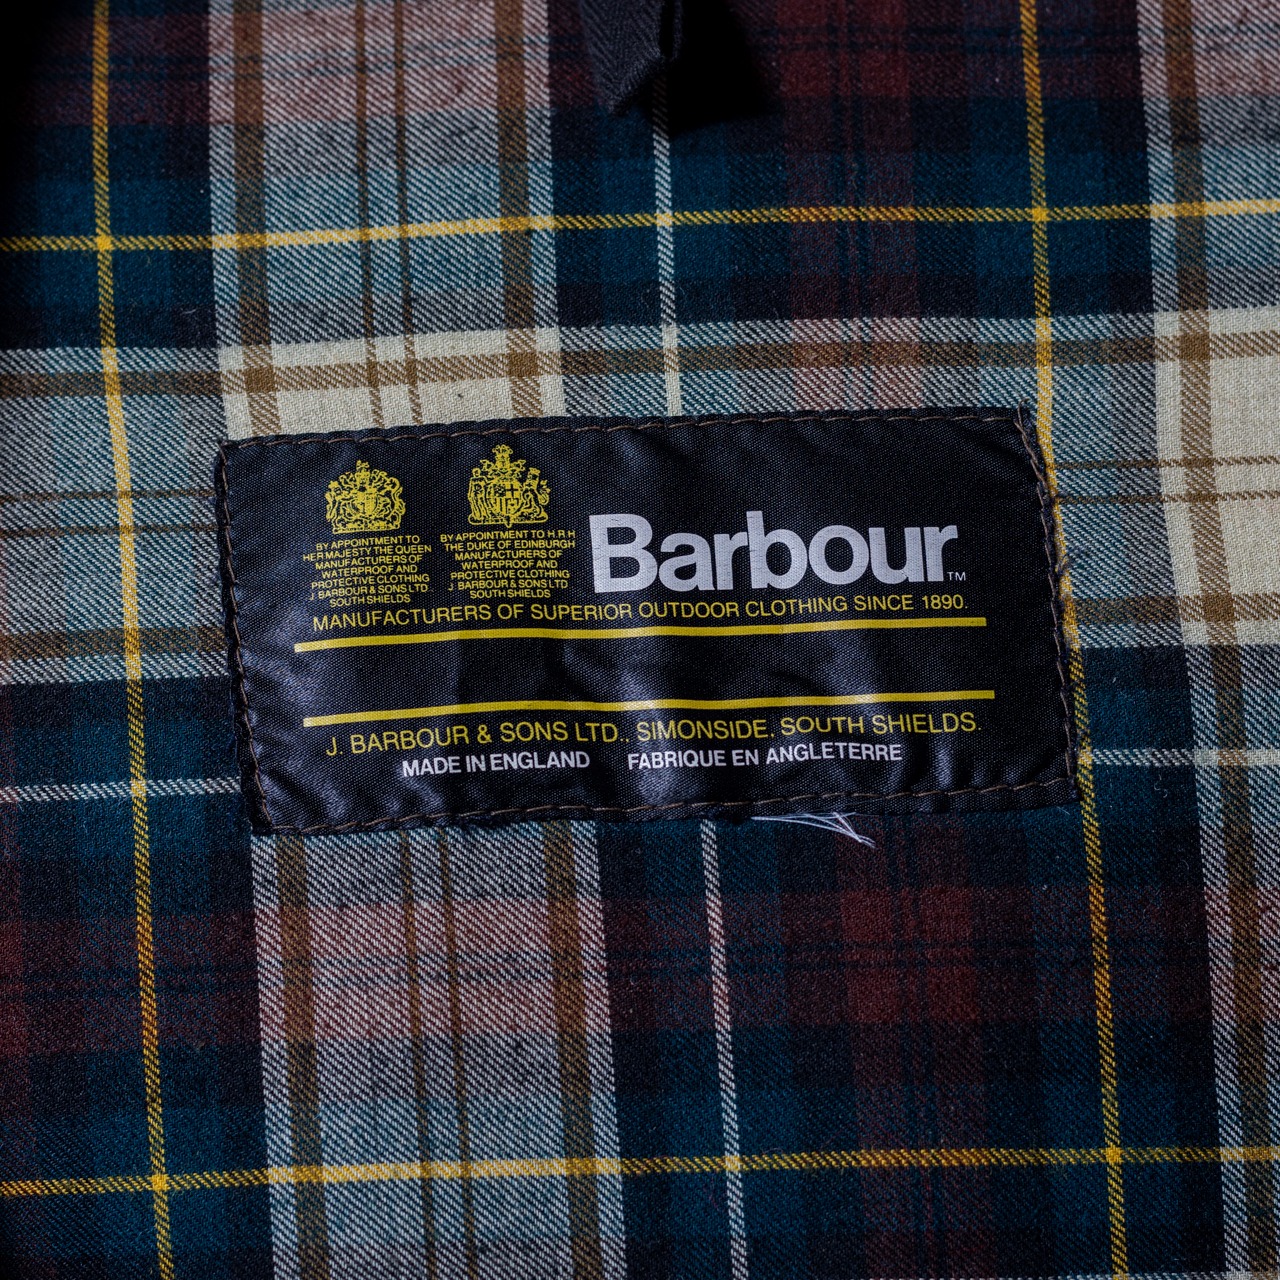 BY APPOINTMENT TO
HER MAJESTY THE QUEEN
MANUFACTURERS OF
WATERPROOF AND
PROTECTIVE CLOTHING
J. BARBOUR & SONS LTD.
SOUTH SHIELDS
BY APPOINTMENT TO H.R.H
THE DUKE OF EDINBURGH
MANUFACTURERS OF
WATERPROOF AND
PROTECTIVE CLOTHING
J. BARBOUR & SONS LTD
SOUTH SHIELDS
Barbour™
MANUFACTURERS OF SUPERIOR OUTDOOR CLOTHING SINCE 1890.
J. BARBOUR & SONS LTD., SIMONSIDE, SOUTH SHIELDS.
MADE IN ENGLAND FABRIQUE EN ANGLETERRE